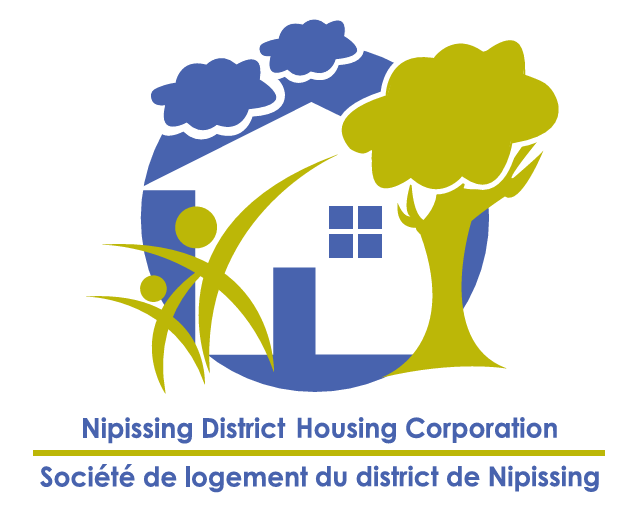 Nipissing District Housing Corporation
Société de logement du district de Nipissing